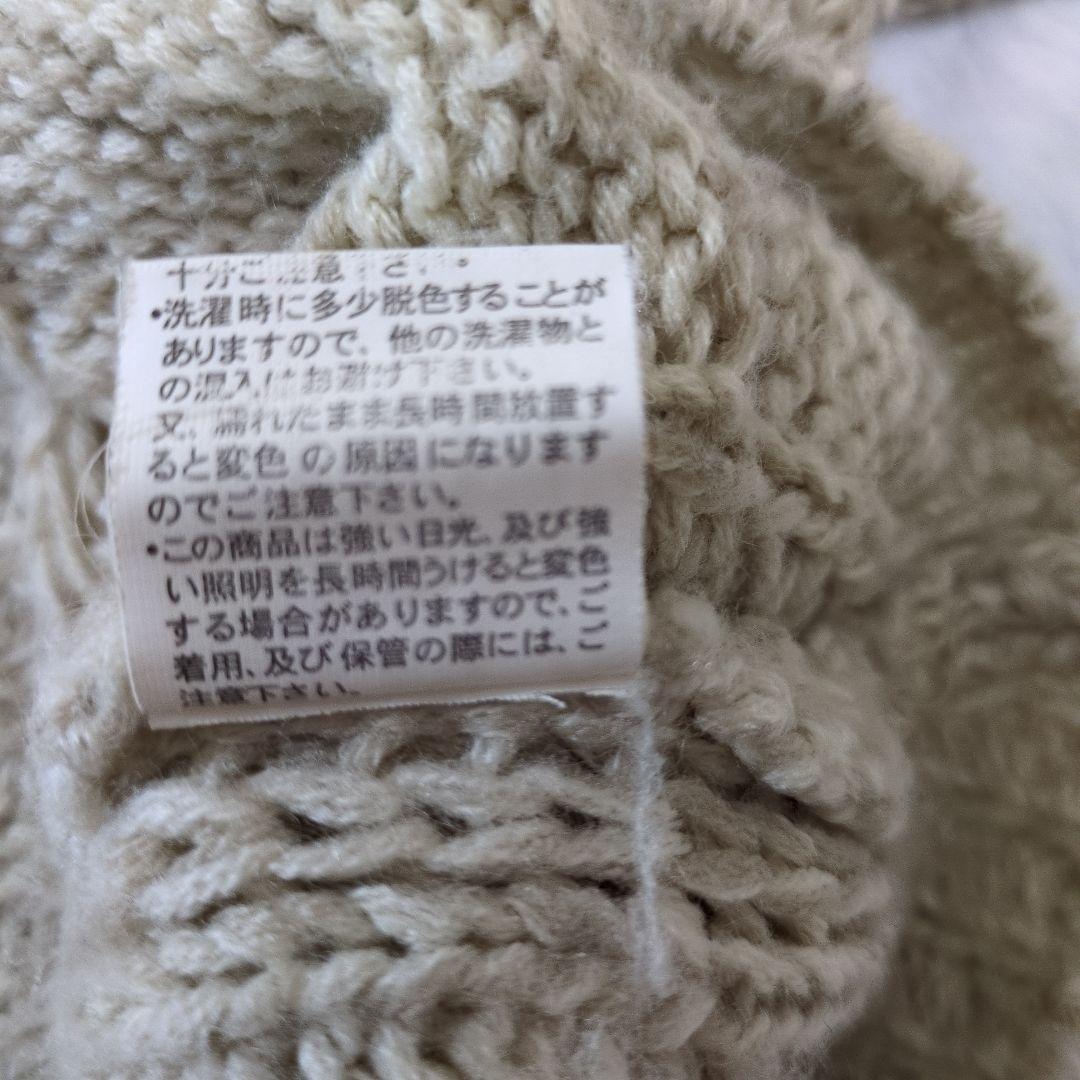 十分ご注意下さい。
•洗濯時に多少脱色することが
ありますので、他の洗濯物と
の混入はお避け下さい。
又、濡れたまま長時間放置す
ると変色の原因になります
のでご注意下さい。
•この商品は強い日光、及び強
い照明を長時間うけると変色
する場合がありますので、ご
着用、及び保管の際には、ご
注意下さい。